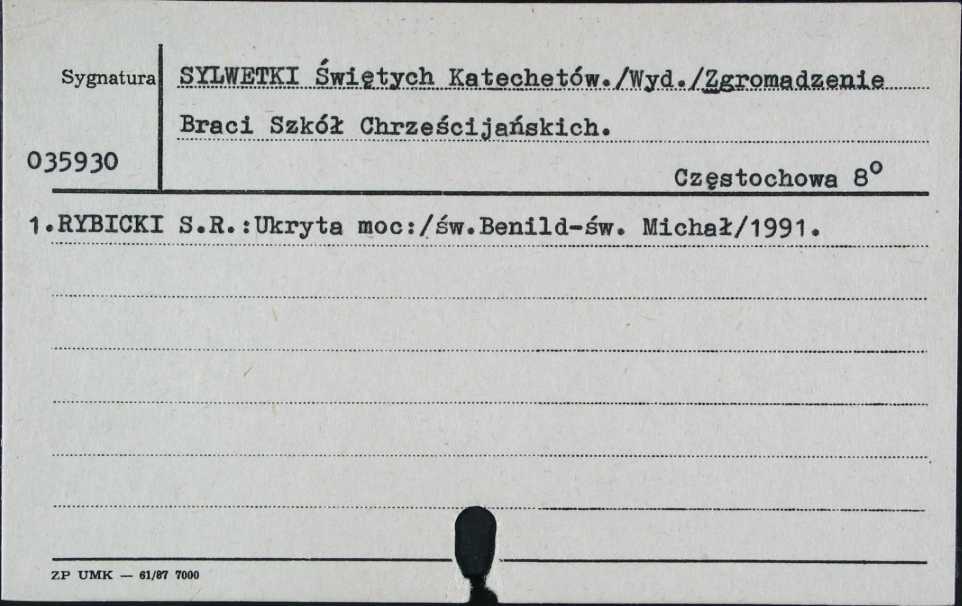 Sygnatura
SYLWETKI Świętych Katechetów./Wyd./Zgromadzenie
Braci Szkół Chrześcijańskich.
035930
Częstochowa 8º
1.RYBICKI S.R.:Ukryta moc:/św.Benild-św. Michał/1991.
ZP UMK — 61/87 7000